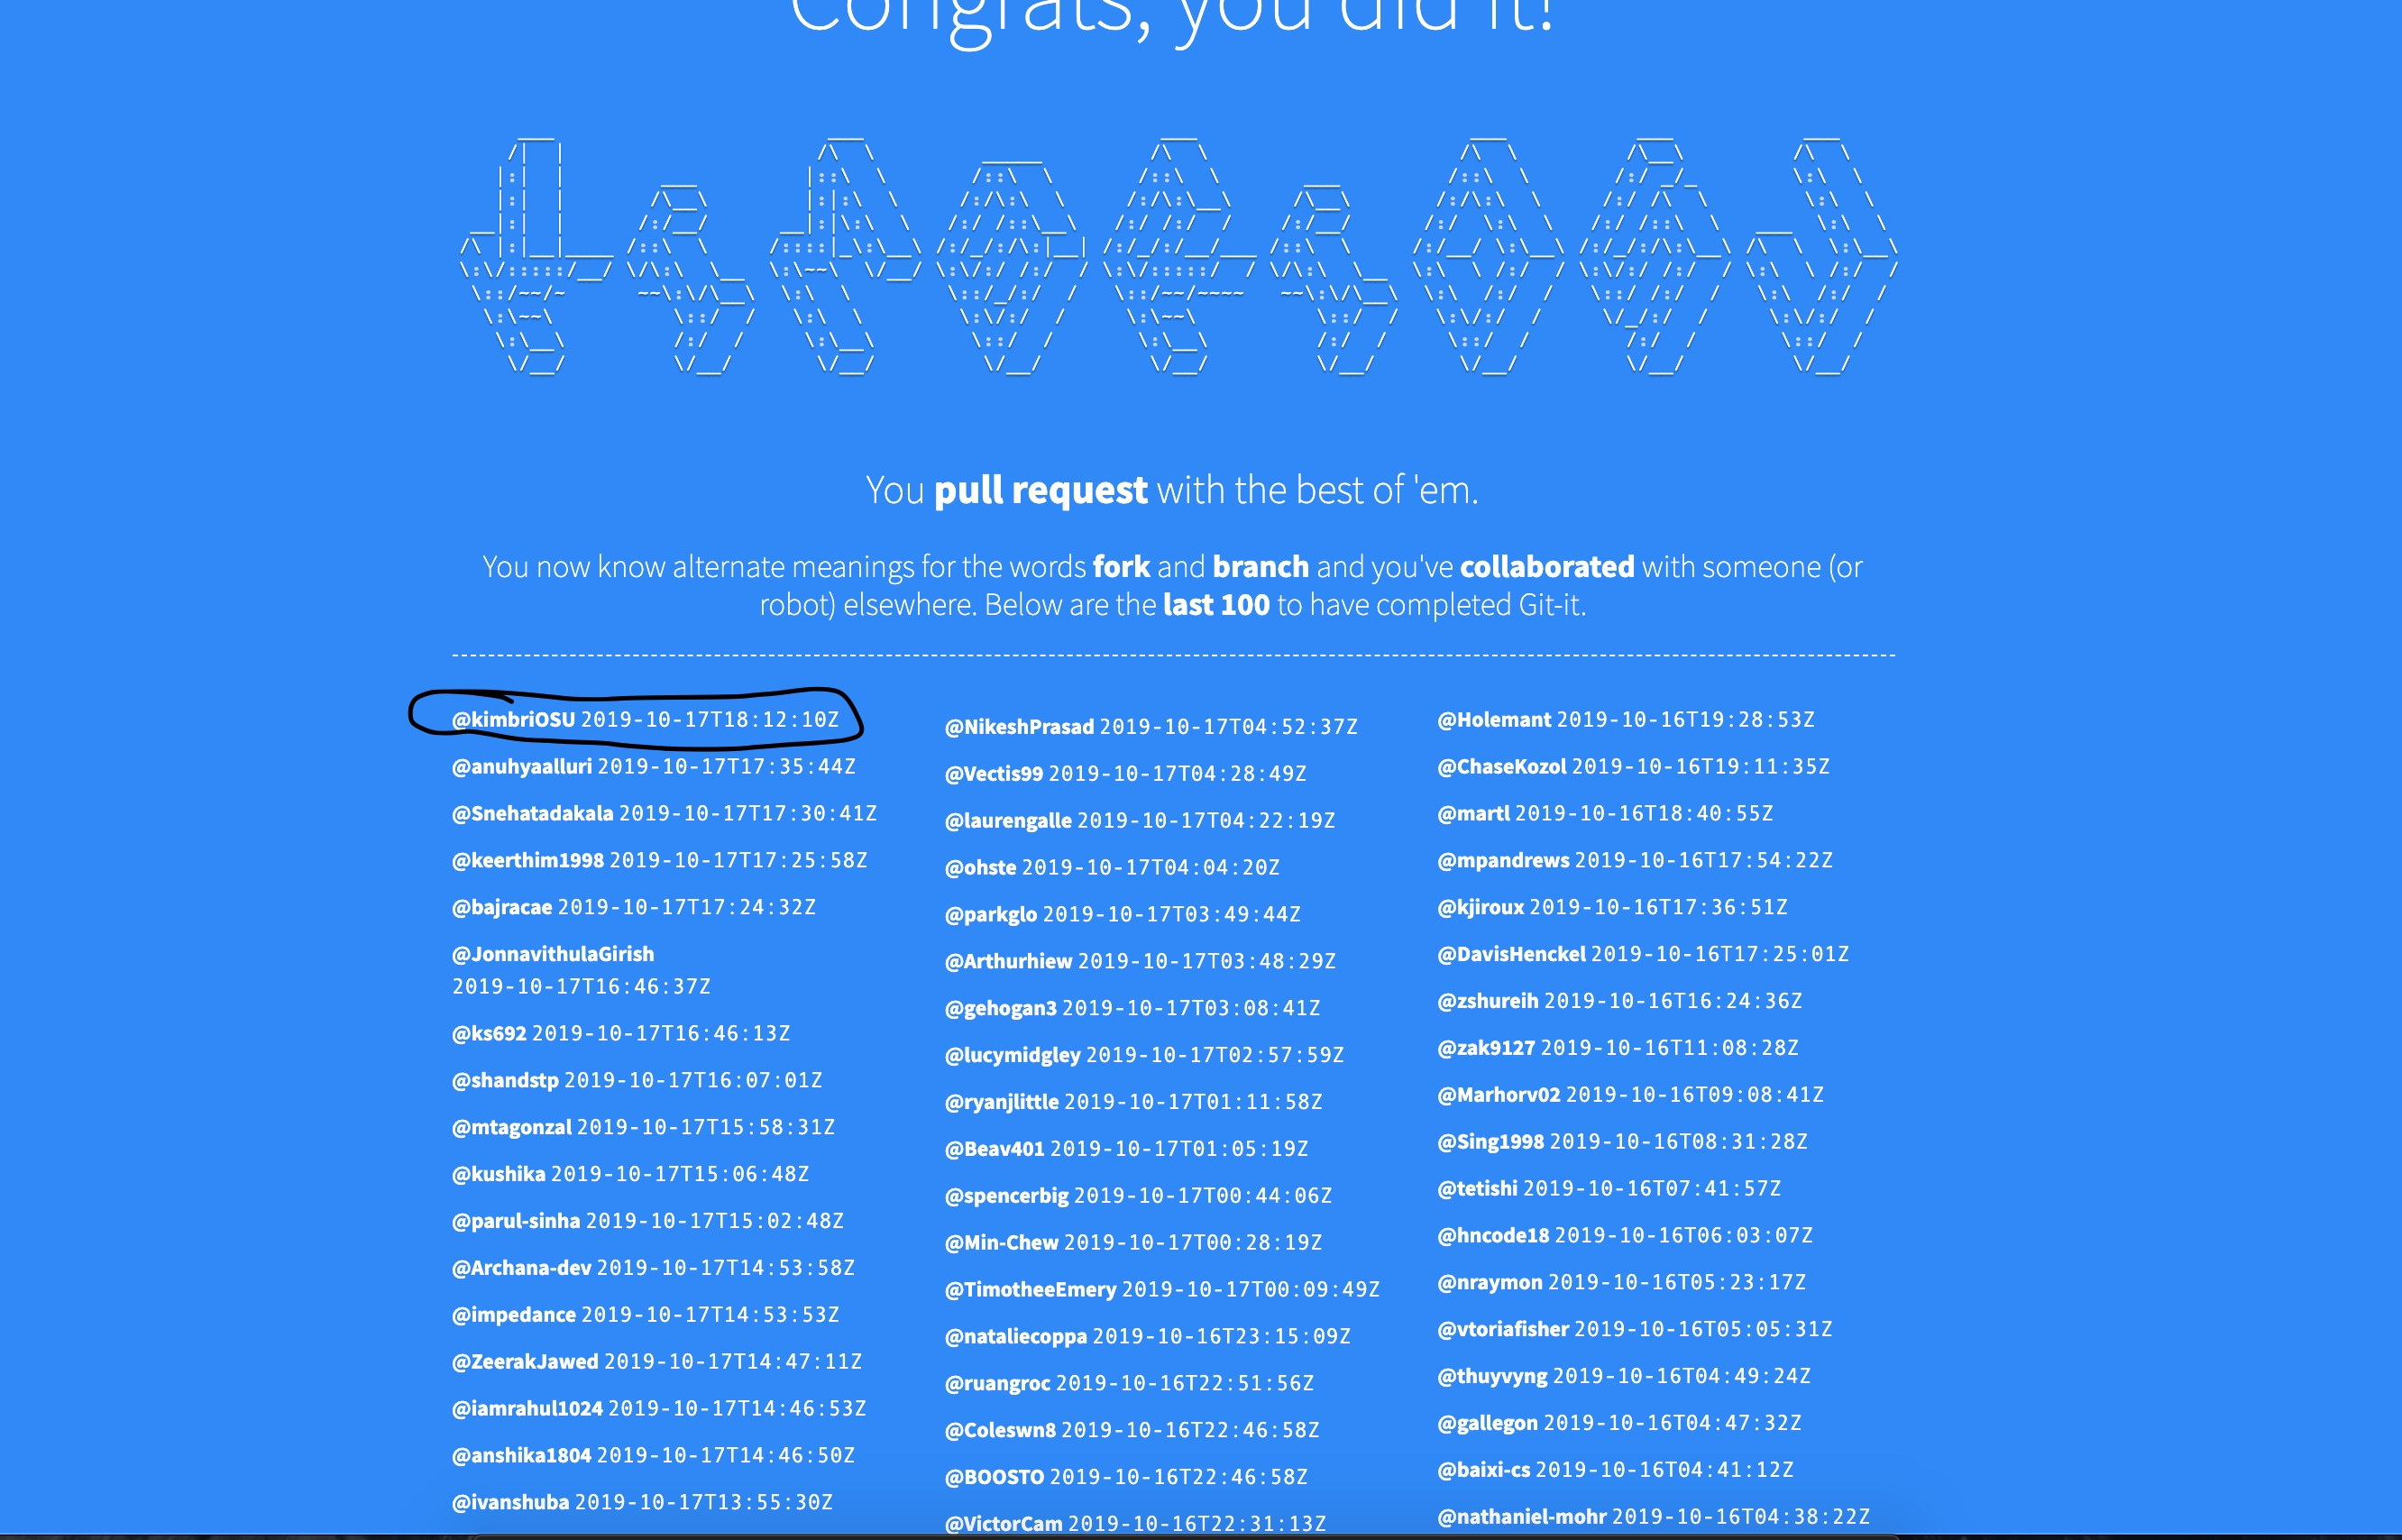 Congrats, you did it!
KIMBRIOSU
You pull request with the best of 'em.
You now know alternate meanings for the words fork and branch and you've collaborated with someone (or
robot) elsewhere. Below are the last 100 to have completed Git-it.
@kimbriOSU 2019-10-17T18:12:10Z
@anuhyaalluri 2019-10-17T17:35:44Z
@Snehatadakala 2019-10-17T17:30:41Z
@keerthim1998 2019-10-17T17:25:58Z
@bajracae 2019-10-17T17:24:32Z
@JonnavithulaGirish
2019-10-17T16:46:37Z
@ks692 2019-10-17T16:46:13Z
@shandstp 2019-10-17T16:07:01Z
@mtagonzal 2019-10-17T15:58:31Z
@kushika 2019-10-17T15:06:48Z
@parul-sinha 2019-10-17T15:02:48Z
@Archana-dev 2019-10-17T14:53:58Z
@impedance 2019-10-17T14:53:53Z
@ZeerakJawed 2019-10-17T14:47:11Z
@iamrahul1024 2019-10-17T14:46:53Z
@anshika1804 2019-10-17T14:46:50Z
@ivanshuba 2019-10-17T13:55:30Z
@NikeshPrasad 2019-10-17T04:52:37Z
@Vectis99 2019-10-17T04:28:49Z
@laurengalle 2019-10-17T04:22:19Z
@ohste 2019-10-17T04:04:20Z
@parkglo 2019-10-17T03:49:44Z
@Arthurhiew 2019-10-17T03:48:29Z
@gehogan3 2019-10-17T03:08:41Z
@lucymidgley 2019-10-17T02:57:59Z
@ryanjlittle 2019-10-17T01:11:58Z
@Beav401 2019-10-17T01:05:19Z
@spencerbig 2019-10-17T00:44:06Z
@Min-Chew 2019-10-17T00:28:19Z
@TimotheeEmery 2019-10-17T00:09:49Z
@nataliecoppa 2019-10-16T23:15:09Z
@ruangroc 2019-10-16T22:51:56Z
@Coleswn8 2019-10-16T22:46:58Z
@BOOSTO 2019-10-16T22:46:58Z
@VictorCam 2019-10-16T22:31:13Z
@Holemant 2019-10-16T19:28:53Z
@ChaseKozol 2019-10-16T19:11:35Z
@martl 2019-10-16T18:40:55Z
@mpandrews 2019-10-16T17:54:22Z
@kjiroux 2019-10-16T17:36:51Z
@DavisHenckel 2019-10-16T17:25:01Z
@zshureih 2019-10-16T16:24:36Z
@zak9127 2019-10-16T11:08:28Z
@Marhorv02 2019-10-16T09:08:41Z
@Sing1998 2019-10-16T08:31:28Z
@tetishi 2019-10-16T07:41:57Z
@hncode18 2019-10-16T06:03:07Z
@nraymon 2019-10-16T05:23:17Z
@vtoriafisher 2019-10-16T05:05:31Z
@thuyvyng 2019-10-16T04:49:24Z
@gallegon 2019-10-16T04:47:32Z
@baixi-cs 2019-10-16T04:41:12Z
@nathaniel-mohr 2019-10-16T04:38:22Z